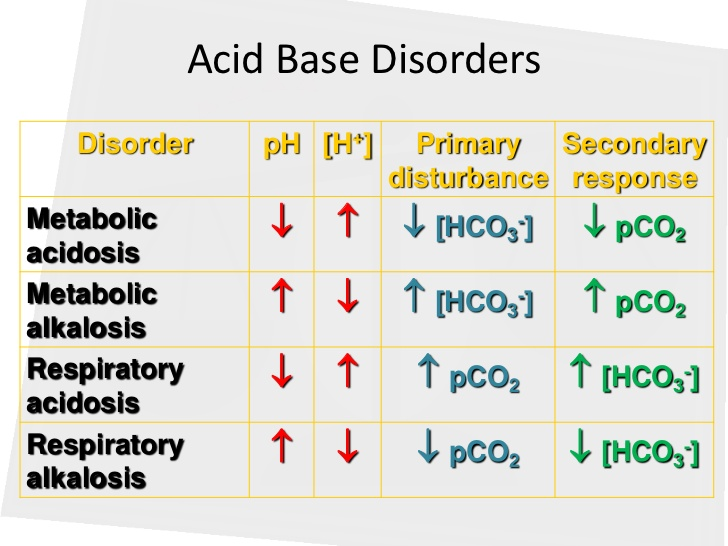 Acid Base Disorders
Disorder pH [H⁺] Primary disturbance Secondary response
Metabolic acidosis ↓ ↑ ↓ [HCO₃⁻] ↓ pCO₂
Metabolic alkalosis ↑ ↓ ↑ [HCO₃⁻] ↑ pCO₂
Respiratory acidosis ↓ ↑ ↑ pCO₂ ↑ [HCO₃⁻]
Respiratory alkalosis ↑ ↓ ↓ pCO₂ ↓ [HCO₃⁻]